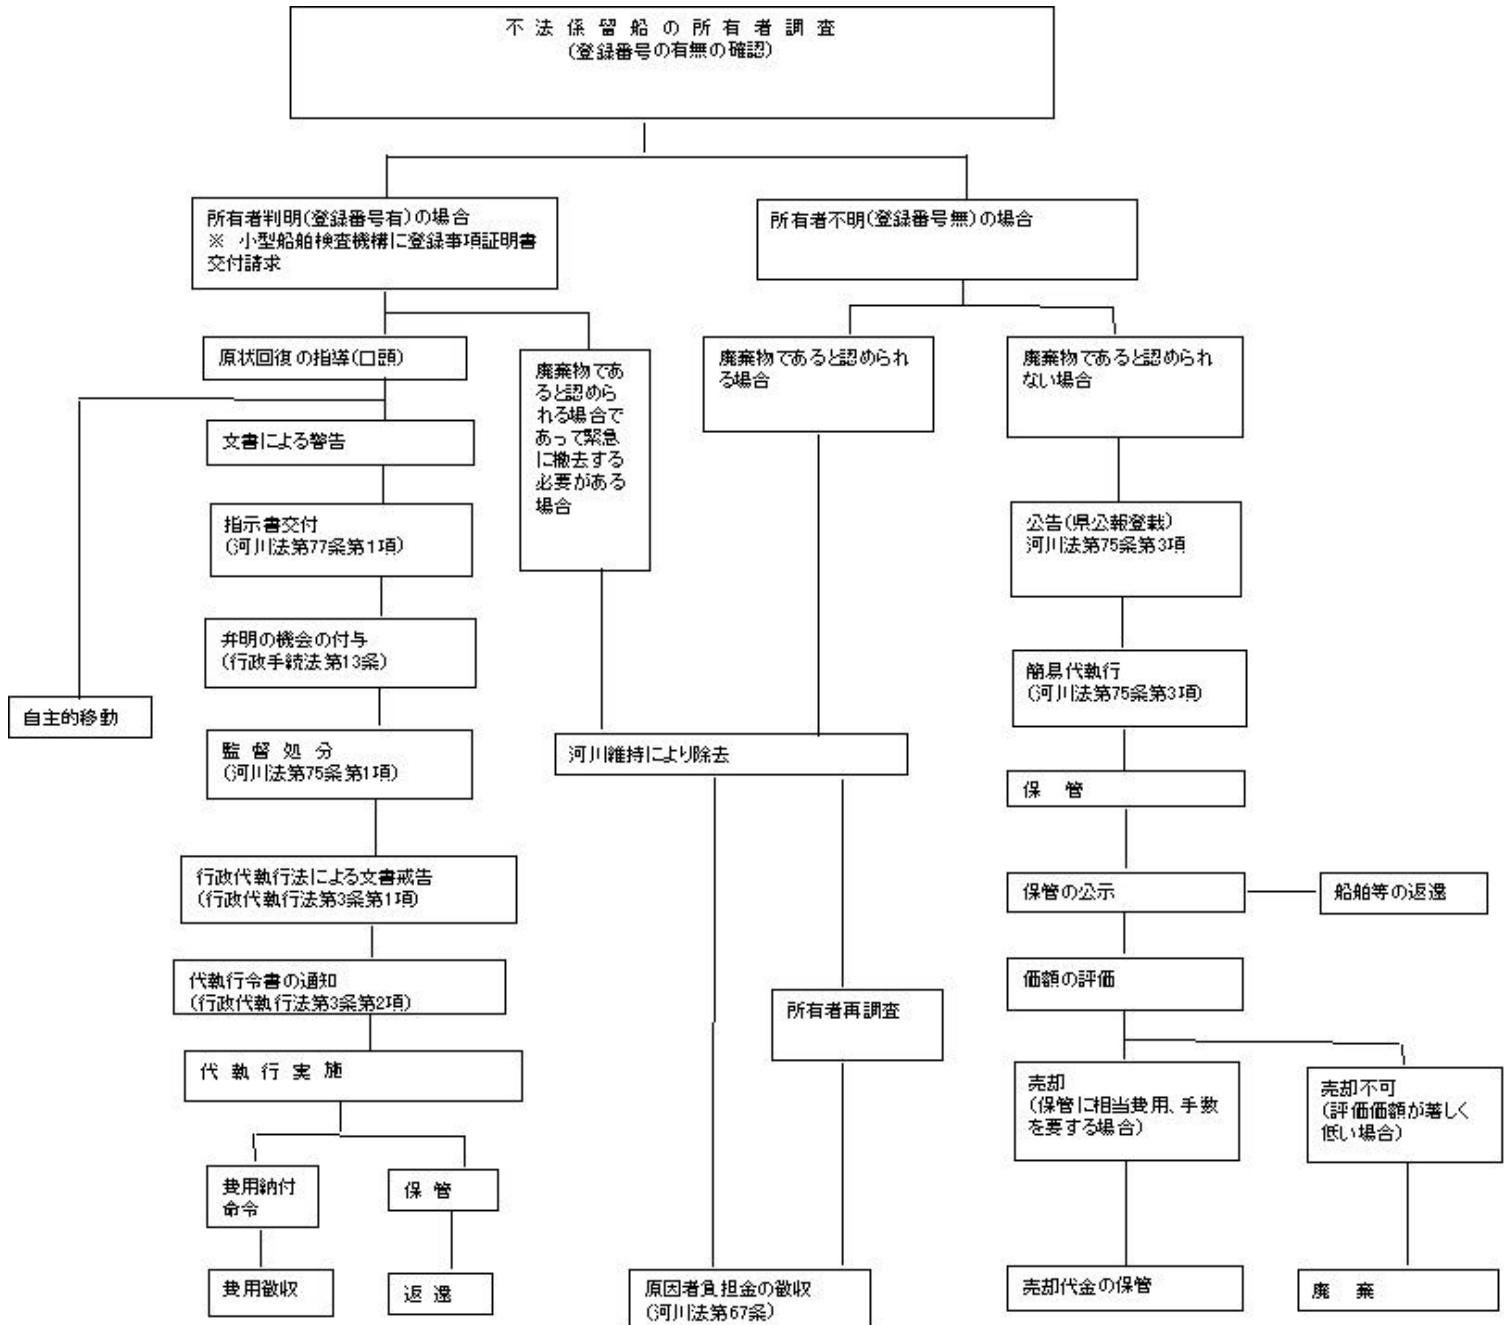 不法係留船の所有者調査
(登録番号の有無の確認)
所有者判明(登録番号有)の場合
※ 小型船舶検査機構に登録事項証明書
交付請求
所有者不明(登録番号無)の場合
原状回復の指導(口頭)
廃棄物であ
ると認めら
れる場合で
あって緊急
に撤去する
必要がある
場合
廃棄物であると認められ
る場合
廃棄物であると認められ
ない場合
文書による警告
指示書交付
(河川法第77条第1項)
公告(県公報登載)
河川法第75条第3項
弁明の機会の付与
(行政手続法第13条)
簡易代執行
(河川法第75条第3項)
自主的移動
監督処分
(河川法第75条第1項)
河川維持により除去
保 管
行政代執行法による文書戒告
(行政代執行法第3条第1項)
保管の公示
船舶等の返還
代執行令書の通知
(行政代執行法第3条第2項)
価額の評価
所有者再調査
代執行実施
売却
(保管に相当費用、手数
を要する場合)
売却不可
(評価価額が著しく
低い場合)
費用納付
命令
保 管
費用徴収
返 還
原因者負担金の徴収
(河川法第67条)
売却代金の保管
廃 棄